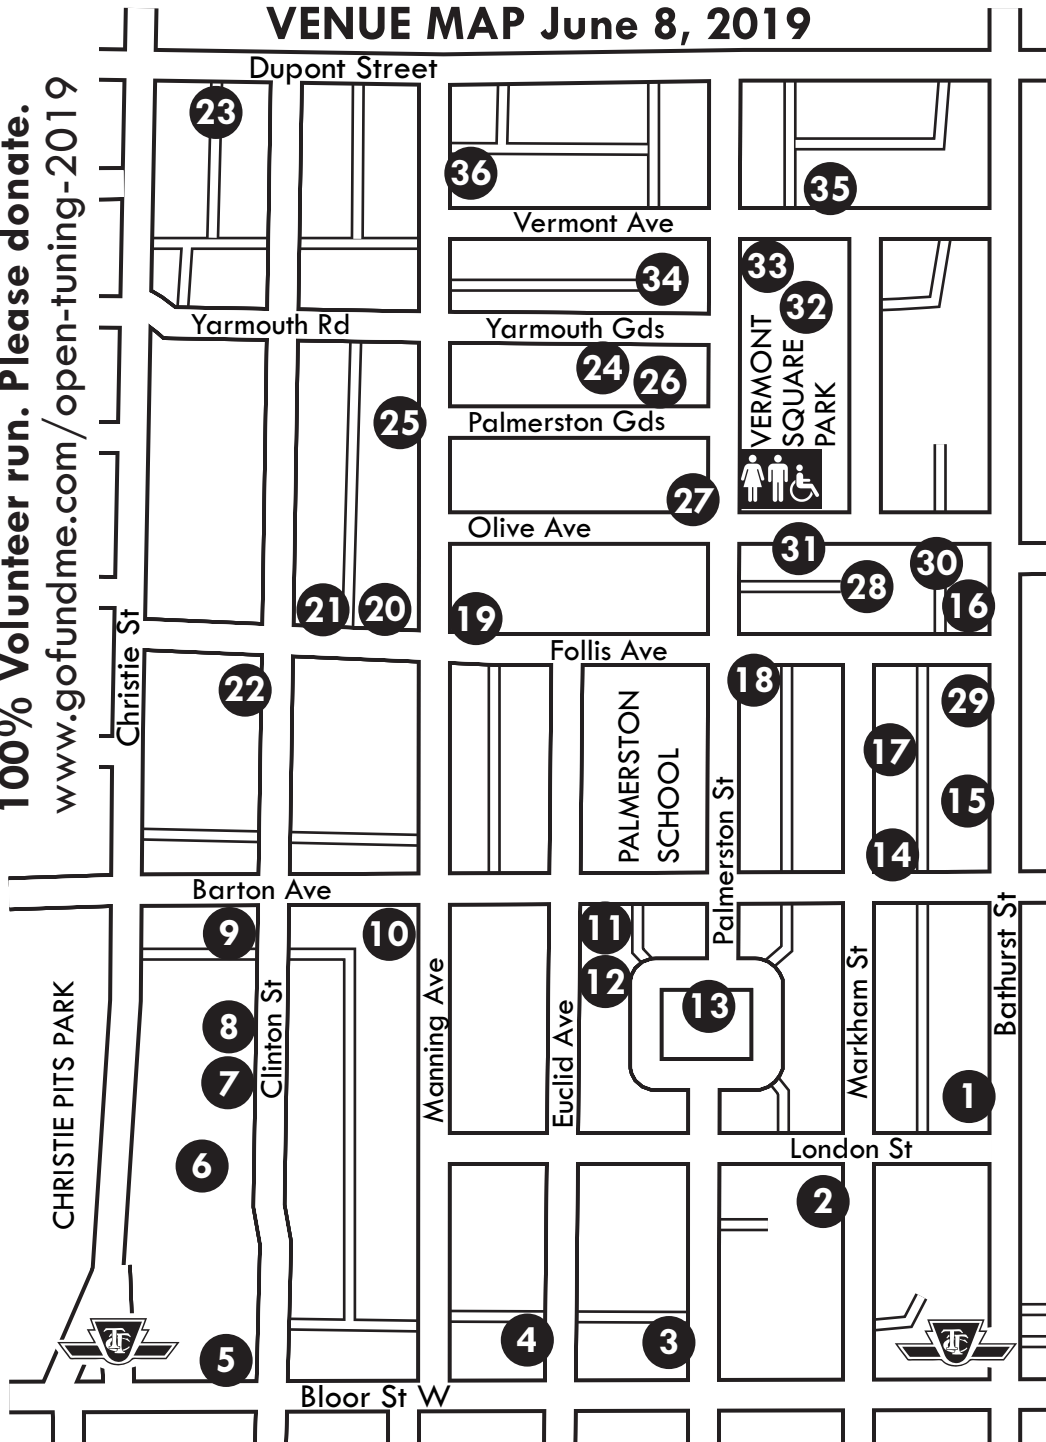 VENUE MAP June 8, 2019
100% Volunteer run. Please donate.
www.gofundme.com/open-tuning-2019
Dupont Street
23
36
35
Vermont Ave
33
34
32
Yarmouth Rd
Yarmouth Gds
VERMONT
SQUARE
PARK
24
26
25
Palmerston Gds
27
Olive Ave
31
30
28
21
20
19
16
Christie St
Follis Ave
22
18
29
PALMERSTON
SCHOOL
17
15
Palmerston St
14
Barton Ave
9
10
11
Bathurst St
12
13
CHRISTIE PITS PARK
Clinton St
Manning Ave
Euclid Ave
Markham St
8
7
1
6
London St
2
TTC
TTC
5
4
3
Bloor St W